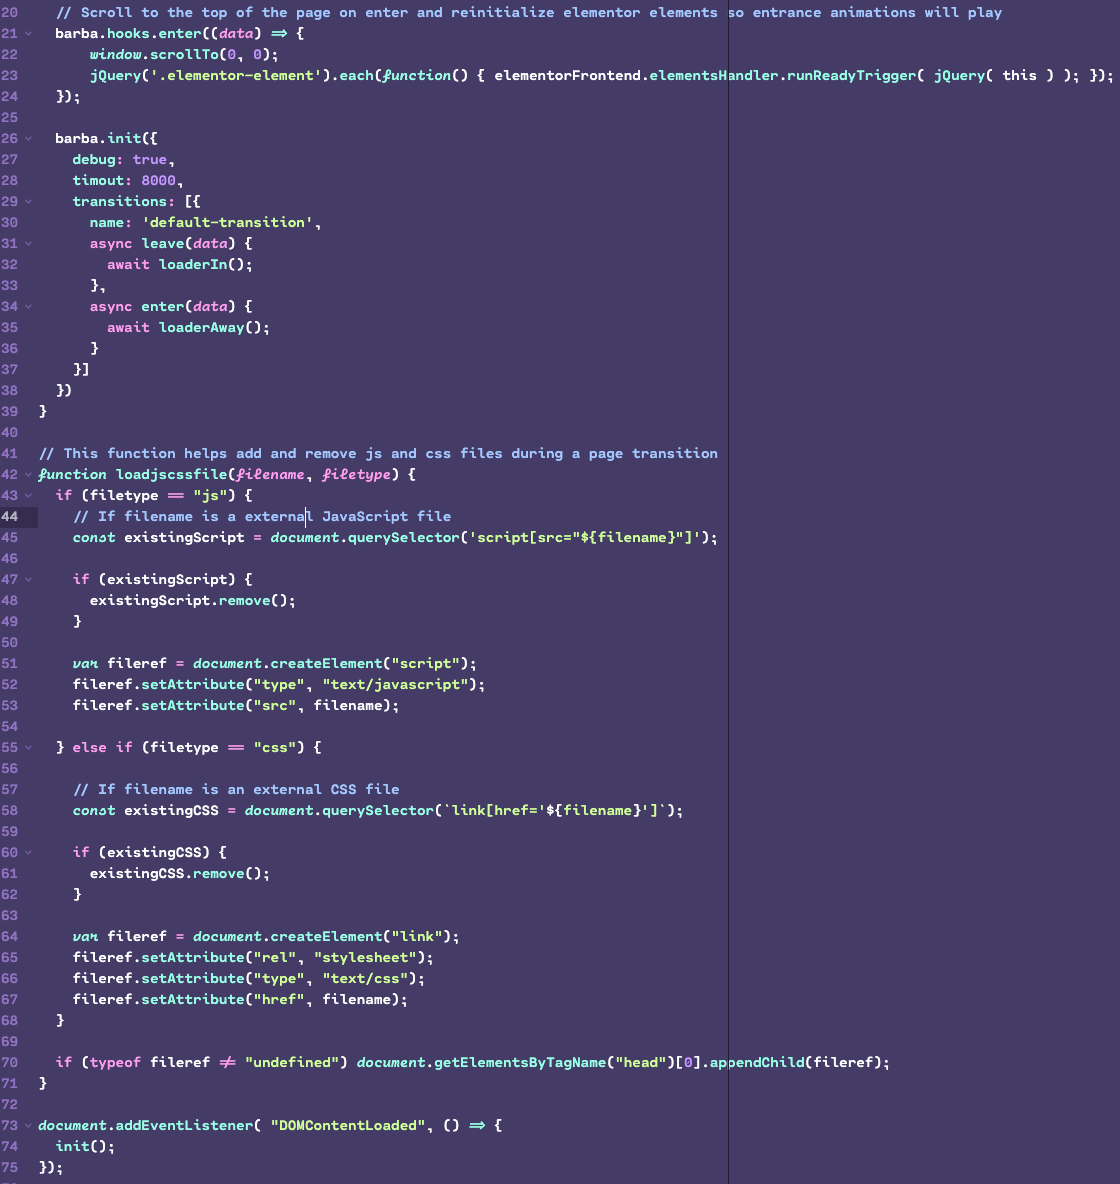 20 // Scroll to the top of the page on enter and reinitialize elementor elements so entrance animations will play
21 barba.hooks.enter((data) => {
22 window.scrollTo(0, 0);
23 jQuery('.elementor-element').each(function() { elementorFrontend.elementsHandler.runReadyTrigger( jQuery( this ) ); });
24 });
25
26 barba.init({
27 debug: true,
28 timout: 8000,
29 transitions: [{
30 name: 'default-transition',
31 async leave(data) {
32 await loaderIn();
33 },
34 async enter(data) {
35 await loaderAway();
36 }
37 }]
38 })
39 }
40
41 // This function helps add and remove js and css files during a page transition
42 function loadjscssfile(filename, filetype) {
43 if (filetype == "js") {
44 // If filename is a external JavaScript file
45 const existingScript = document.querySelector('script[src="${filename}"]');
46
47 if (existingScript) {
48 existingScript.remove();
49 }
50
51 var fileref = document.createElement("script");
52 fileref.setAttribute("type", "text/javascript");
53 fileref.setAttribute("src", filename);
54
55 } else if (filetype == "css") {
56
57 // If filename is an external CSS file
58 const existingCSS = document.querySelector(`link[href='${filename}']`);
59
60 if (existingCSS) {
61 existingCSS.remove();
62 }
63
64 var fileref = document.createElement("link");
65 fileref.setAttribute("rel", "stylesheet");
66 fileref.setAttribute("type", "text/css");
67 fileref.setAttribute("href", filename);
68 }
69
70 if (typeof fileref != "undefined") document.getElementsByTagName("head")[0].appendChild(fileref);
71 }
72
73 document.addEventListener( "DOMContentLoaded", () => {
74 init();
75 });